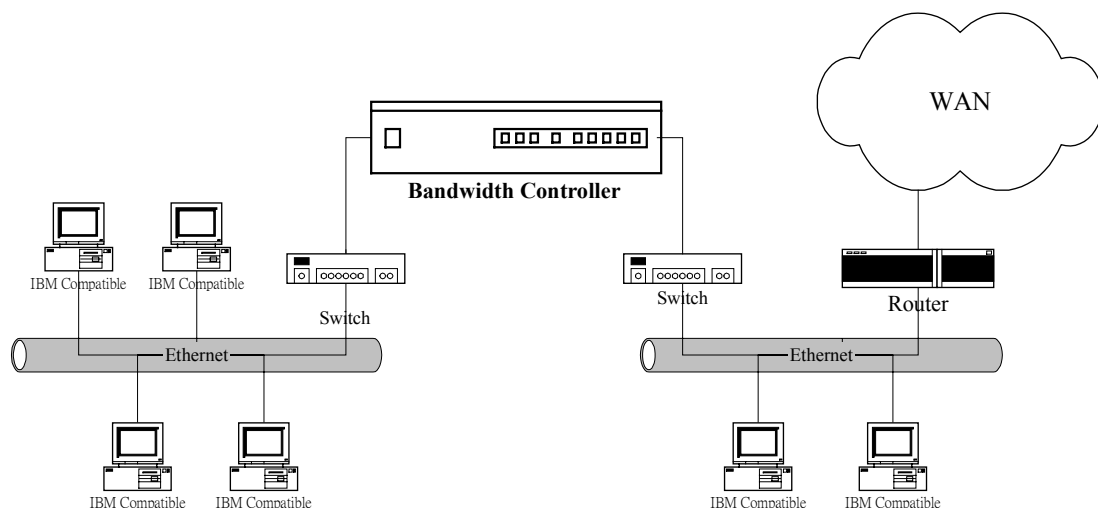 WAN
Bandwidth Controller
IBM Compatible
IBM Compatible
Switch
Switch
Router
Ethernet
Ethernet
IBM Compatible
IBM Compatible
IBM Compatible
IBM Compatible